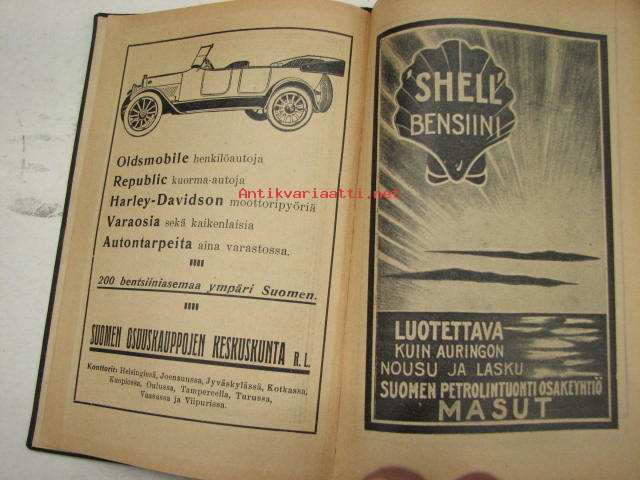 Oldsmobile henkilöautoja
Republic kuorma-autoja
Harley-Davidson moottoripyöriä
Varaosia sekä kaikenlaisia
Autontarpeita aina varastossa.
200 bentsiiniasemaa ympäri Suomen.
SUOMEN OSUUSKAUPPOJEN KESKUSKUNTA R. L.
Konttorit: Helsingissä, Joensuussa, Jyväskylässä, Kotkassa,
Kuopiossa, Oulussa, Tampereella, Turussa,
Vaasassa ja Viipurissa.
'SHELL'
BENSIINI
LUOTETTAVA
KUIN AURINGON
NOUSU JA LASKU
SUOMEN PETROLINTUONTI OSAKEYHTIÖ
MASUT
Antikvariaatti.net